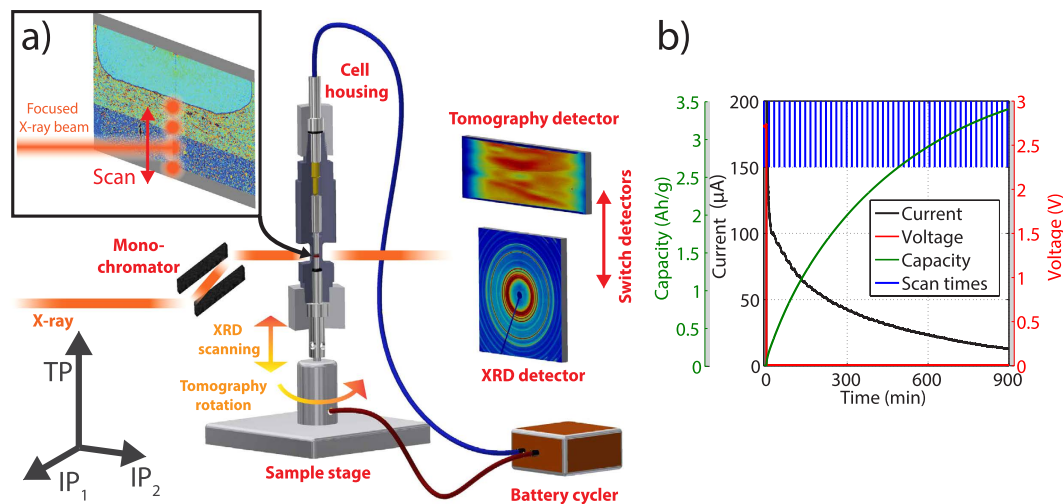 a)
Focused
X-ray beam
Scan
Cell
housing
Tomography detector
Switch detectors
Mono-
chromator
X-ray
XRD
scanning
Tomography
rotation
XRD detector
TP
IP1
IP2
Sample stage
Battery cycler
b)
3.5
3
2.5
2
1.5
1
0.5
0
Capacity (Ah/g)
200
150
100
50
0
Current (μA)
Current
Voltage
Capacity
Scan times
3
2.5
2
1.5
1
0.5
0
Voltage (V)
0
300
600
900
Time (min)